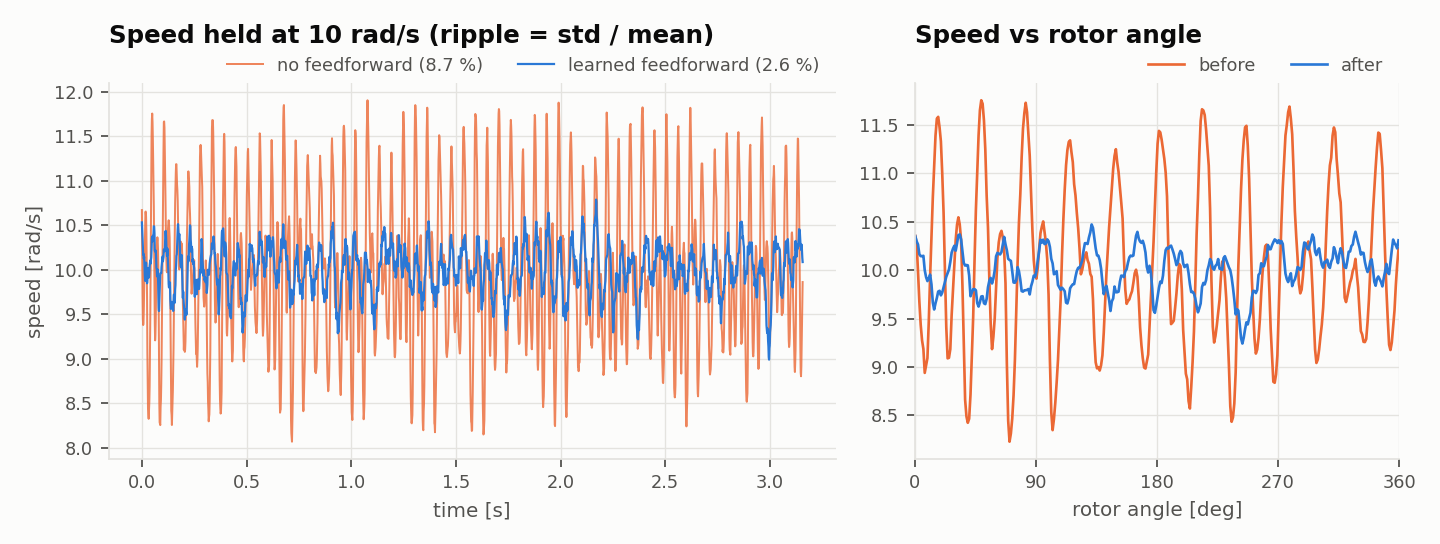 Speed held at 10 rad/s (ripple = std / mean)
no feedforward (8.7 %) learned feedforward (2.6 %)
12.0
11.5
11.0
10.5
10.0
9.5
9.0
8.5
8.0
speed [rad/s]
0.0 0.5 1.0 1.5 2.0 2.5 3.0
time [s]
Speed vs rotor angle
before after
11.5
11.0
10.5
10.0
9.5
9.0
8.5
0 90 180 270 360
rotor angle [deg]